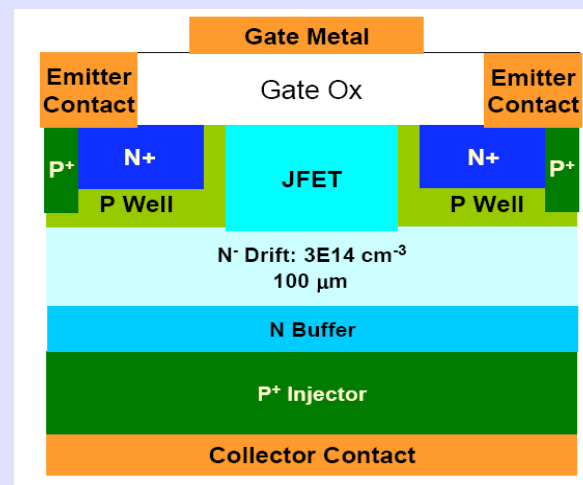 Gate Metal
Emitter
Contact
Gate Ox
Emitter
Contact
P⁺
N+
JFET
N+
P⁺
P Well
P Well
N⁻ Drift: 3E14 cm⁻³
100 μm
N Buffer
P⁺ Injector
Collector Contact